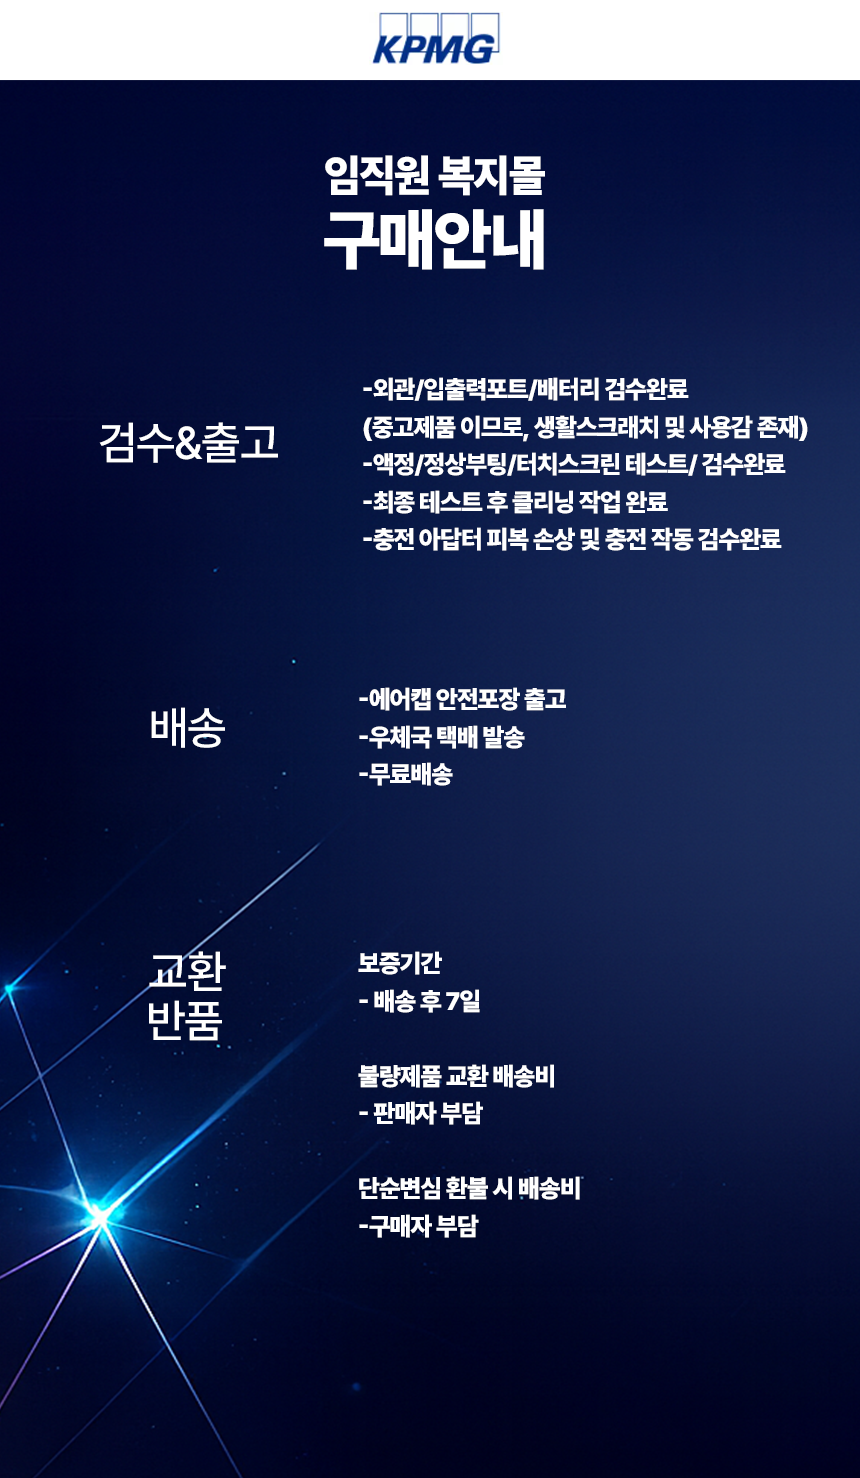 KPMG
임직원 복지몰
구매안내
검수&출고
-외관/입출력포트/배터리 검수완료
(중고제품 이므로, 생활스크래치 및 사용감 존재)
-액정/정상부팅/터치스크린 테스트/ 검수완료
-최종 테스트 후 클리닝 작업 완료
-충전 아답터 피복 손상 및 충전 작동 검수완료
배송
-에어캡 안전포장 출고
-우체국 택배 발송
-무료배송
교환
반품
보증기간
- 배송 후 7일
불량제품 교환 배송비
- 판매자 부담
단순변심 환불 시 배송비
-구매자 부담